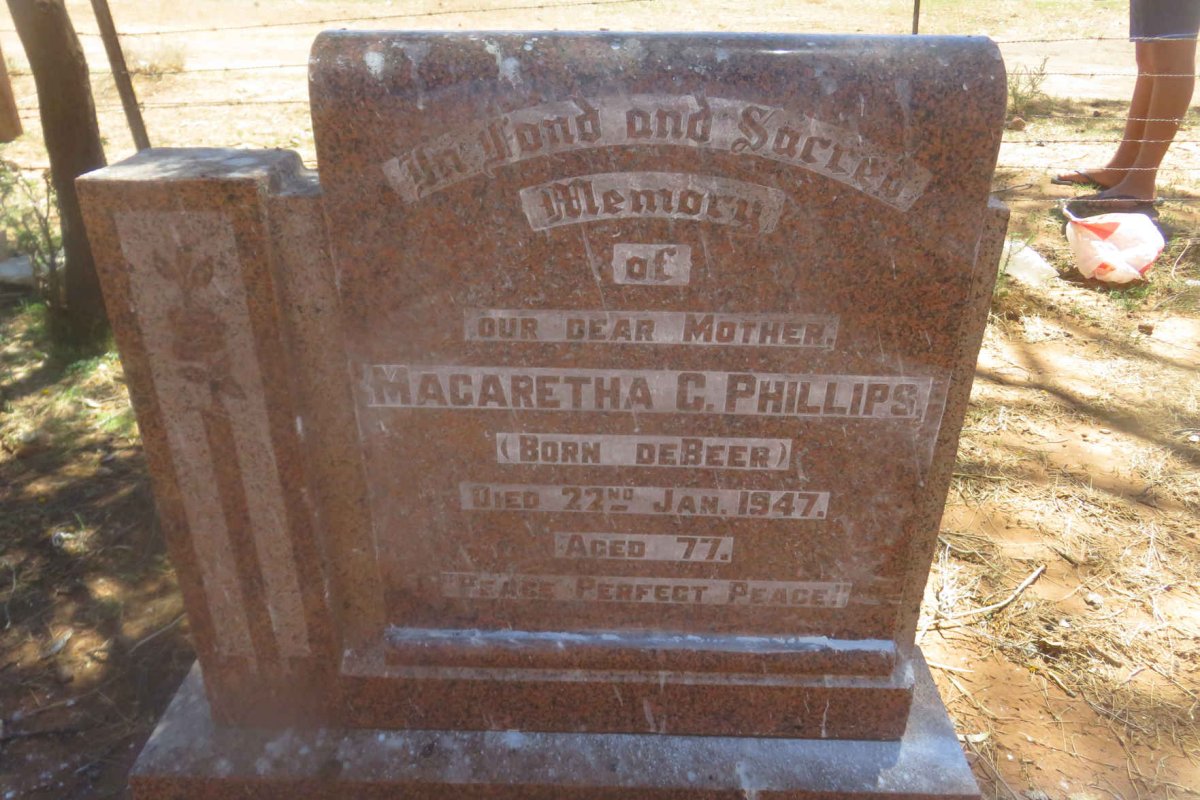 In Fond and Sacred
Memory
of
OUR DEAR MOTHER.
MAGARETHA C. PHILLIPS,
(BORN DEBEER)
DIED 22ND JAN. 1947.
AGED 77.
"PEACE PERFECT PEACE."